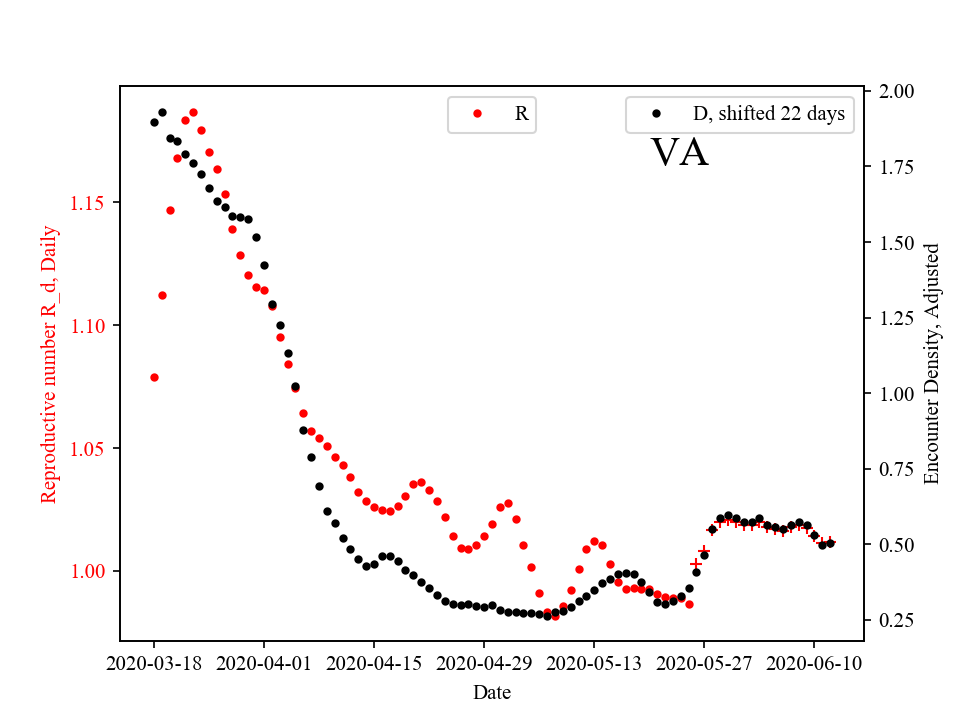 R
D, shifted 22 days
VA
Reproductive number R_d, Daily
1.15
1.10
1.05
1.00
2.00
1.75
1.50
1.25
1.00
0.75
0.50
0.25
Encounter Density, Adjusted
2020-03-18 2020-04-01 2020-04-15 2020-04-29 2020-05-13 2020-05-27 2020-06-10
Date